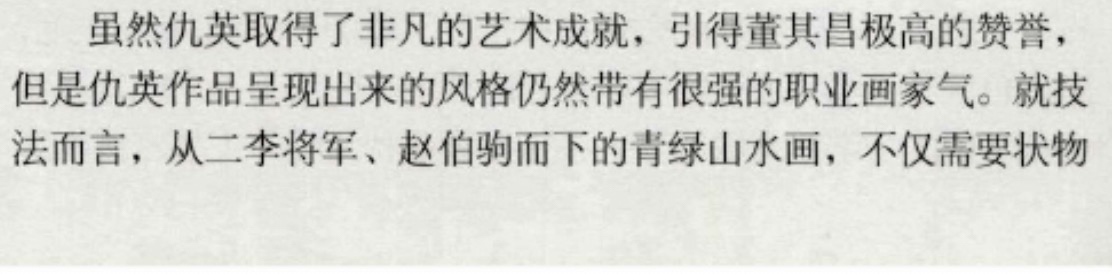 虽然仇英取得了非凡的艺术成就，引得董其昌极高的赞誉，
但是仇英作品呈现出来的风格仍然带有很强的职业画家气。就技
法而言，从二李将军、赵伯驹而下的青绿山水画，不仅需要状物